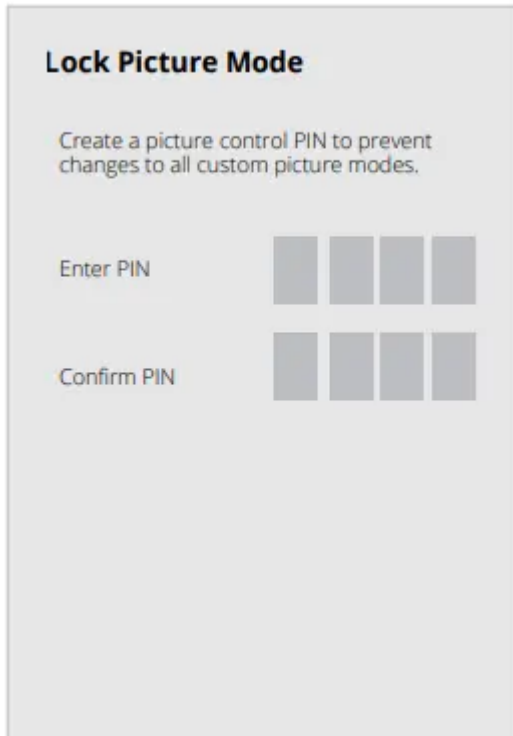 Lock Picture Mode
Create a picture control PIN to prevent
changes to all custom picture modes.
Enter PIN
Confirm PIN